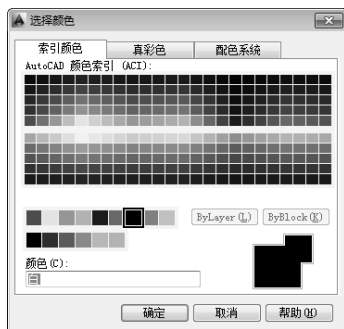 选择颜色
索引颜色 真彩色 配色系统
AutoCAD 颜色索引 (ACI):
ByLayer(L) ByBlock(K)
颜色(C):
确定 取消 帮助(H)